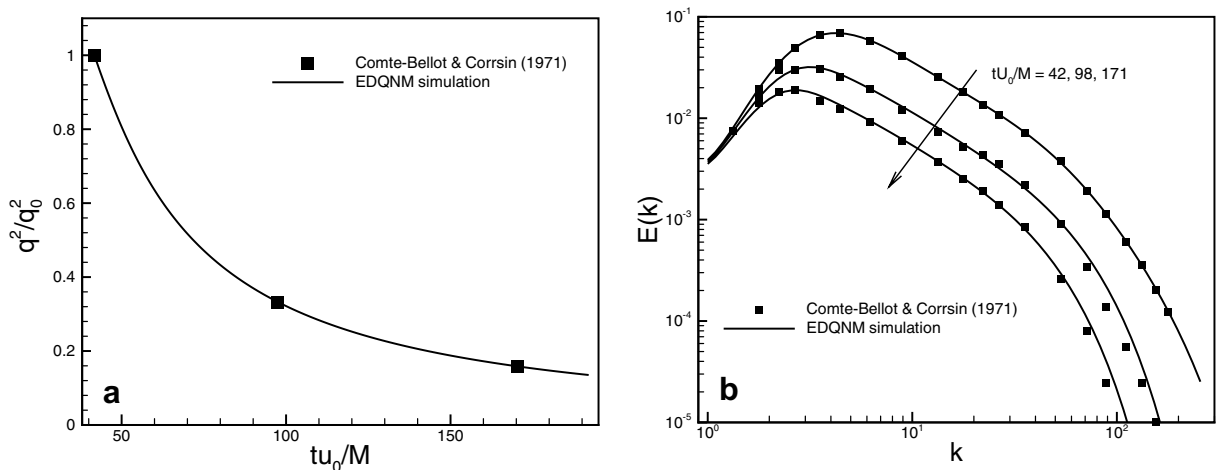 q²/q₀²
1
0.8
0.6
0.4
0.2
0
Comte-Bellot & Corrsin (1971)
EDQNM simulation
a
50
100
150
tu₀/M
E(k)
10⁻¹
10⁻²
10⁻³
10⁻⁴
10⁻⁵
tU₀/M = 42, 98, 171
Comte-Bellot & Corrsin (1971)
EDQNM simulation
b
10⁰
10¹
10²
k